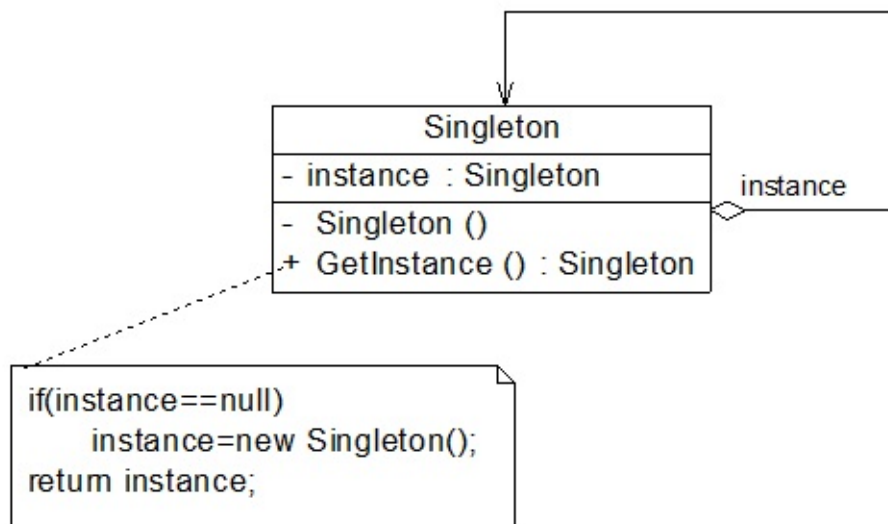 Singleton
- instance : Singleton
instance
- Singleton ()
+ GetInstance () : Singleton
if(instance==null)
instance=new Singleton();
return instance;